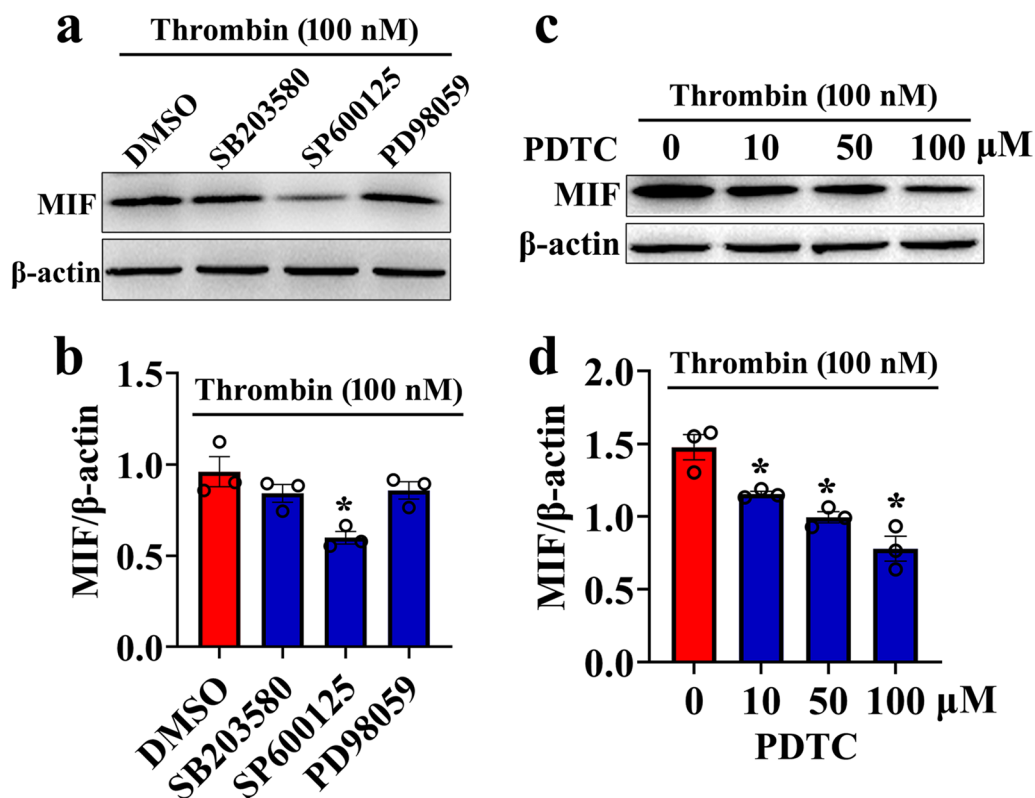 a
Thrombin (100 nM)
DMSO
SB203580
SP600125
PD98059
MIF
β-actin
c
Thrombin (100 nM)
PDTC 0 10 50 100 μM
MIF
β-actin
b
Thrombin (100 nM)
MIF/β-actin
1.5
1.0
0.5
0.0
*
DMSO
SB203580
SP600125
PD98059
d
Thrombin (100 nM)
MIF/β-actin
2.0
1.5
1.0
0.5
0.0
* * *
0 10 50 100 μM
PDTC